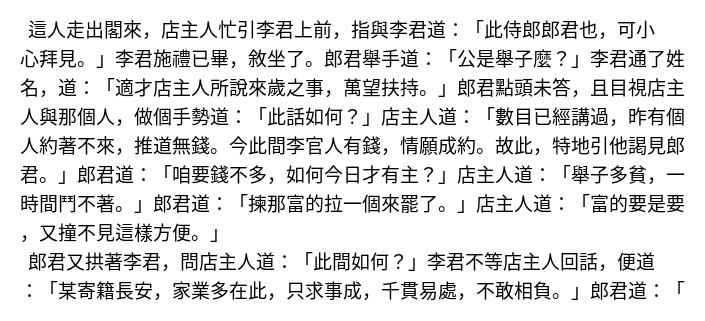 這人走出閣來，店主人忙引李君上前，指與李君道：「此侍郎郎君也，可小
心拜見。」李君施禮已畢，敘坐了。郎君舉手道：「公是舉子麼？」李君通了姓
名，道：「適才店主人所說來歲之事，萬望扶持。」郎君點頭未答，且目視店主
人與那個人，做個手勢道：「此話如何？」店主人道：「數目已經講過，昨有個
人約著不來，推道無錢。今此間李官人有錢，情願成約。故此，特地引他謁見郎
君。」郎君道：「咱要錢不多，如何今日才有主？」店主人道：「舉子多貧，一
時間鬥不著。」郎君道：「揀那富的拉一個來罷了。」店主人道：「富的要是要
，又撞不見這樣方便。」
郎君又拱著李君，問店主人道：「此間如何？」李君不等店主人回話，便道
：「某寄籍長安，家業多在此，只求事成，千貫易處，不敢相負。」郎君道：「